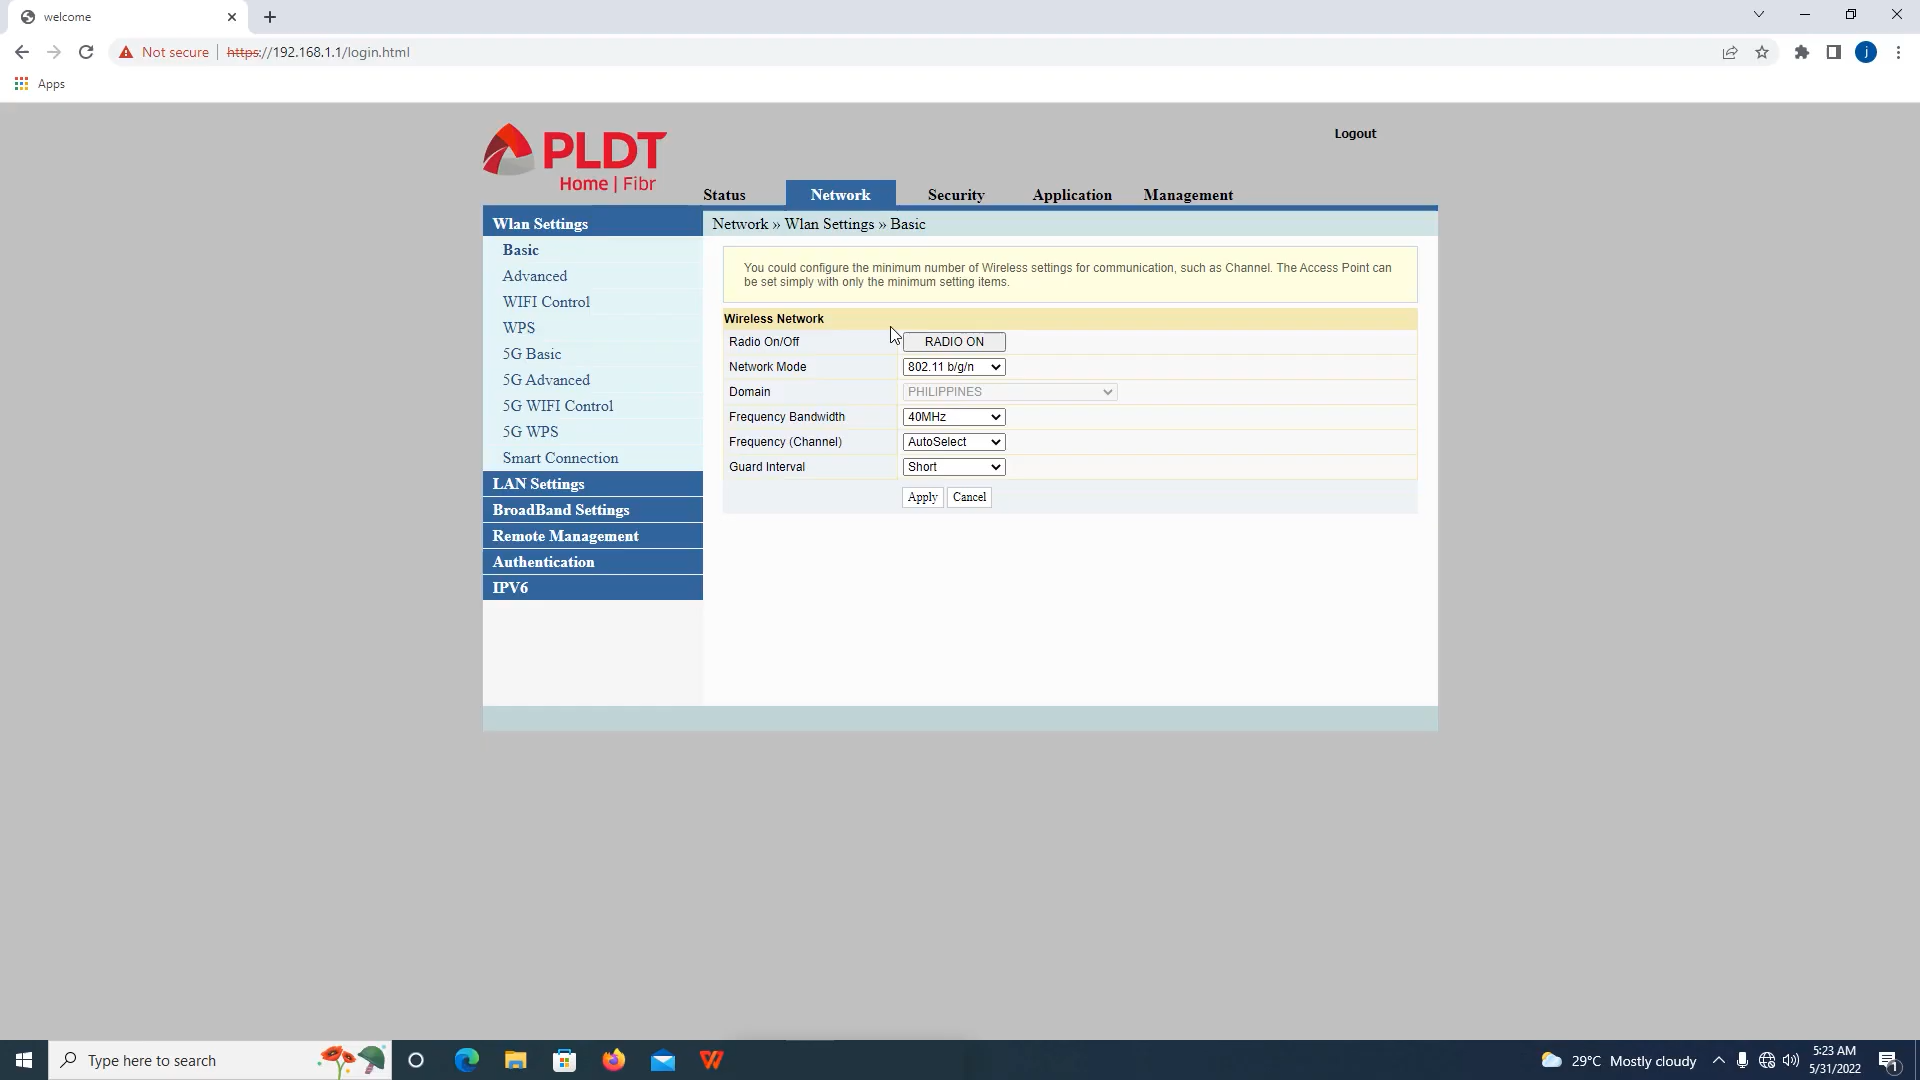 welcome
Not secure
https://192.168.1.1/login.html
j
Apps
PLDT
Home | Fibr
Logout
Status
Network
Security
Application
Management
Wlan Settings
Basic
Advanced
WIFI Control
WPS
5G Basic
5G Advanced
5G WIFI Control
5G WPS
Smart Connection
LAN Settings
BroadBand Settings
Remote Management
Authentication
IPV6
Network » Wlan Settings » Basic
You could configure the minimum number of Wireless settings for communication, such as Channel. The Access Point can
be set simply with only the minimum setting items.
Wireless Network
Radio On/Off RADIO ON
Network Mode 802.11 b/g/n
Domain PHILIPPINES
Frequency Bandwidth 40MHz
Frequency (Channel) AutoSelect
Guard Interval Short
Apply Cancel
Type here to search
29°C Mostly cloudy
5:23 AM
5/31/2022
1